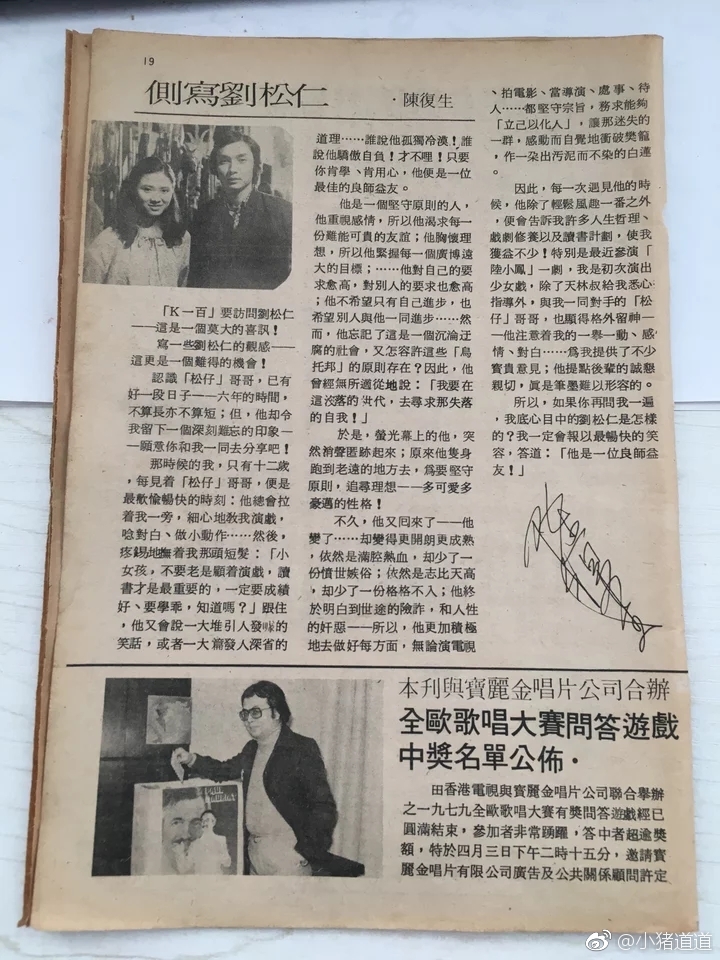 19
側寫劉松仁
·陳復生
「K一百」要訪問劉松仁
——這是一個莫大的喜訊！
寫一些劉松仁的觀感——
這更是一個難得的機會！
認識「松仔」哥哥，已有
好一段日子——六年的時間，
不算長亦不算短；但，他却令
我留下一個深刻難忘的印象—
—願意你和我一同去分享吧！
那時候的我，只有十二歲
，每見着「松仔」哥哥，便是
最歡愉暢快的時刻：他總會拉
着我一旁，細心地教我演戲，
唸對白、做小動作……然後，
疼錫地撫着我那頭短髮：「小
女孩，不要老是顧着演戲，讀
書才是最重要的，一定要成績
好、要學乖，知道嗎？」跟住
，他又會說一大堆引人發噱的
笑話，或者一大篇發人深省的
道理……誰說他孤獨冷漠！誰
說他驕傲自負！才不哩！只要
你肯學、肯用心，他便是一位
最佳的良師益友。
他是一個堅守原則的人，
他重視感情，所以他渴求每一
份難能可貴的友誼；他胸懷理
想，所以他緊握每一個廣博遠
大的目標；……他對自己的要
求愈高，對別人的要求也愈高
；他不希望只有自己進步，也
希望別人與他一同進步……然
而，他忘記了這是一個沉淪迂
腐的社會，又怎容許這些「烏
托邦」的原則存在？因此，他
曾經無所適從地說：「我要在
這沒落的世代，去尋求那失落
的自我！」
於是，螢光幕上的他，突
然消聲匿跡起來；原來他隻身
跑到老遠的地方去，爲要堅守
原則，追尋理想——多可愛多
豪邁的性格！
不久，他又囘來了——他
變了……却變得更開朗更成熟
，依然是滿腔熱血，却少了一
份憤世嫉俗；依然是志比天高
，却少了一份格格不入；他終
於明白到世途的險詐，和人性
的奸惡——所以，他更加積極
地去做好每方面，無論演電視
、拍電影、當導演、處事、待
人……都堅守宗旨，務求能夠
「立己以化人」，讓那迷失的
一群，感動而自覺地衝破樊籠
，作一朶出汚泥而不染的白蓮
。
因此，每一次遇見他的時
候，他除了輕鬆風趣一番之外
，便會告訴我許多人生哲理、
戲劇修養以及讀書計劃，使我
獲益不少！特別是最近參演「
陸小鳳」一劇，我是初次演出
少女戲，除了天林叔給我悉心
指導外，與我一同對手的「松
仔」哥哥，也顯得格外留神—
—他注意着我的一舉一動、感
情、對白……爲我提供了不少
寶貴意見；他提點後輩的誠懇
親切，眞是筆墨難以形容的。
所以，如果你再問我一遍
，我底心目中的劉松仁是怎樣
的？我一定會報以最暢快的笑
容，答道：「他是一位良師益
友！」
本刋與寶麗金唱片公司合辦
全歐歌唱大賽問答遊戲
中獎名單公佈·
田香港電視與寶麗金唱片公司聯合舉辦
之一九七九全歐歌唱大賽有獎問答遊戲經已
圓滿結束，參加者非常踴躍，答中者超逾獎
額，特於四月三日下午二時十五分，邀請寶
麗金唱片有限公司廣告及公共關係顧問許定
@小猪道道